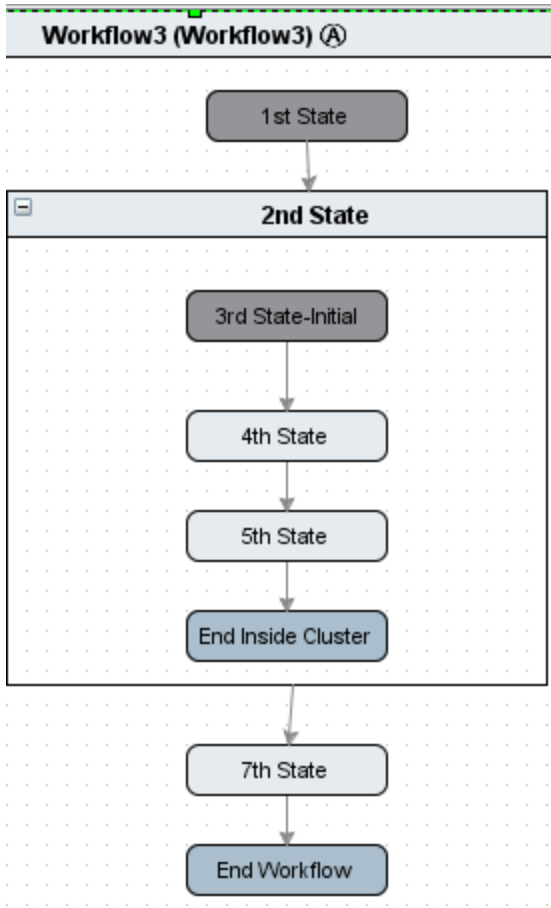 Workflow3 (Workflow3) Ⓐ
1st State
2nd State
3rd State-Initial
4th State
5th State
End Inside Cluster
7th State
End Workflow